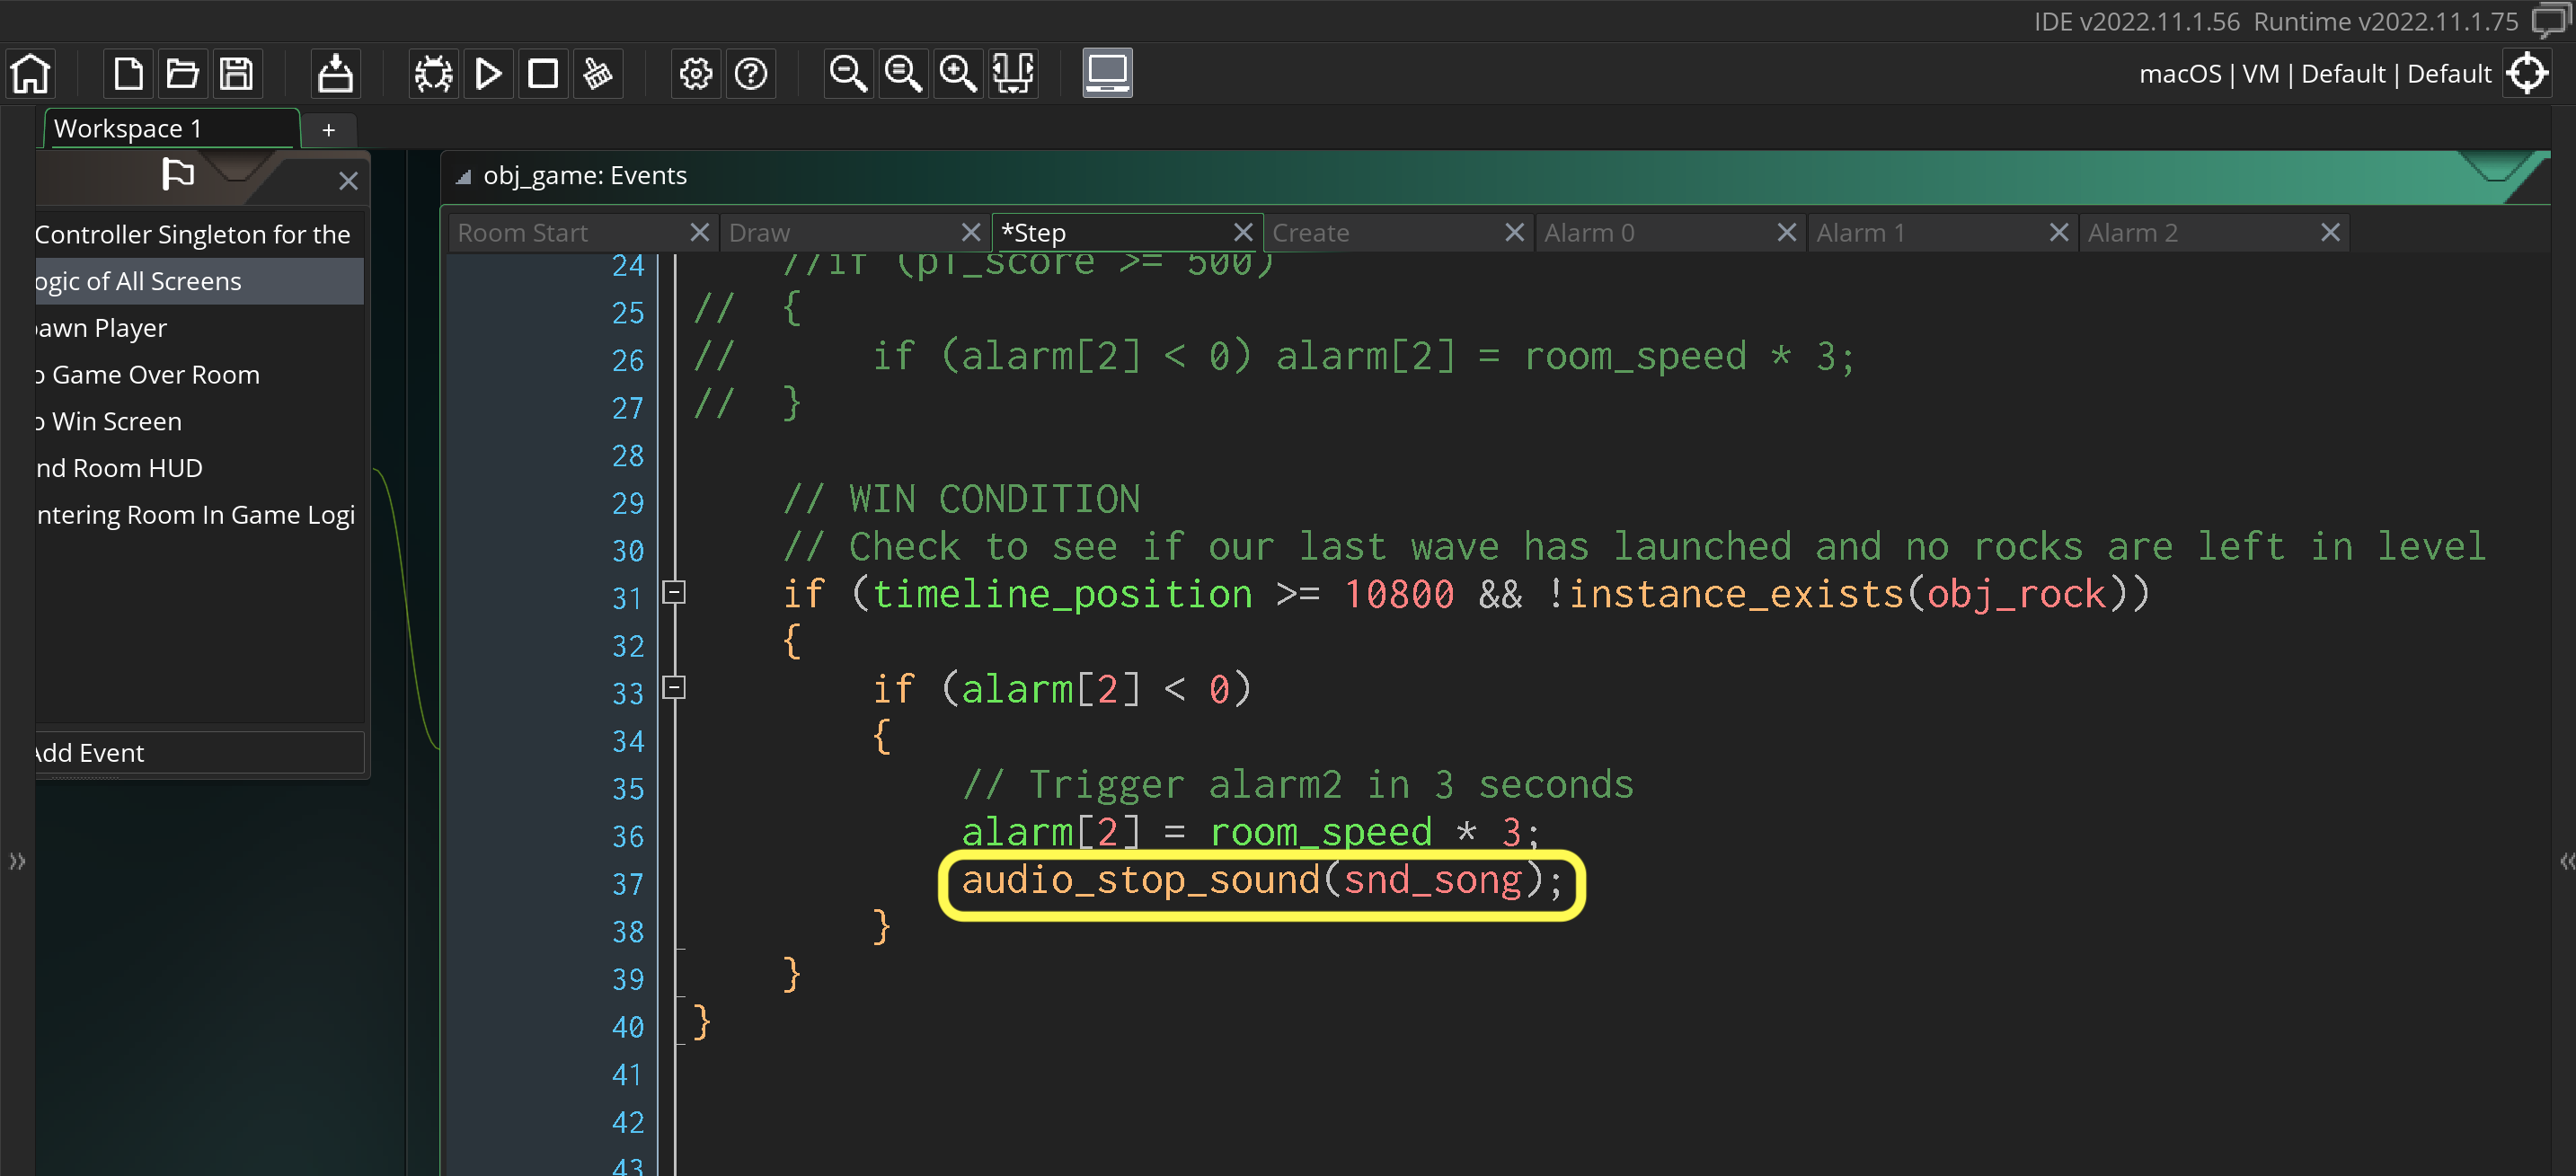 IDE v2022.11.1.56 Runtime v2022.11.1.75
macOS | VM | Default | Default
Workspace 1 +
Controller Singleton for the
ogic of All Screens
awn Player
o Game Over Room
o Win Screen
nd Room HUD
ntering Room In Game Logi
Add Event
obj_game: Events
Room Start
Draw
*Step
Create
Alarm 0
Alarm 1
Alarm 2
24 //if (p1_score >= 500)
25 // {
26 // if (alarm[2] < 0) alarm[2] = room_speed * 3;
27 // }
28
29 // WIN CONDITION
30 // Check to see if our last wave has launched and no rocks are left in level
31 if (timeline_position >= 10800 && !instance_exists(obj_rock))
32 {
33 if (alarm[2] < 0)
34 {
35 // Trigger alarm2 in 3 seconds
36 alarm[2] = room_speed * 3;
37 audio_stop_sound(snd_song);
38 }
39 }
40 }
41
42
43